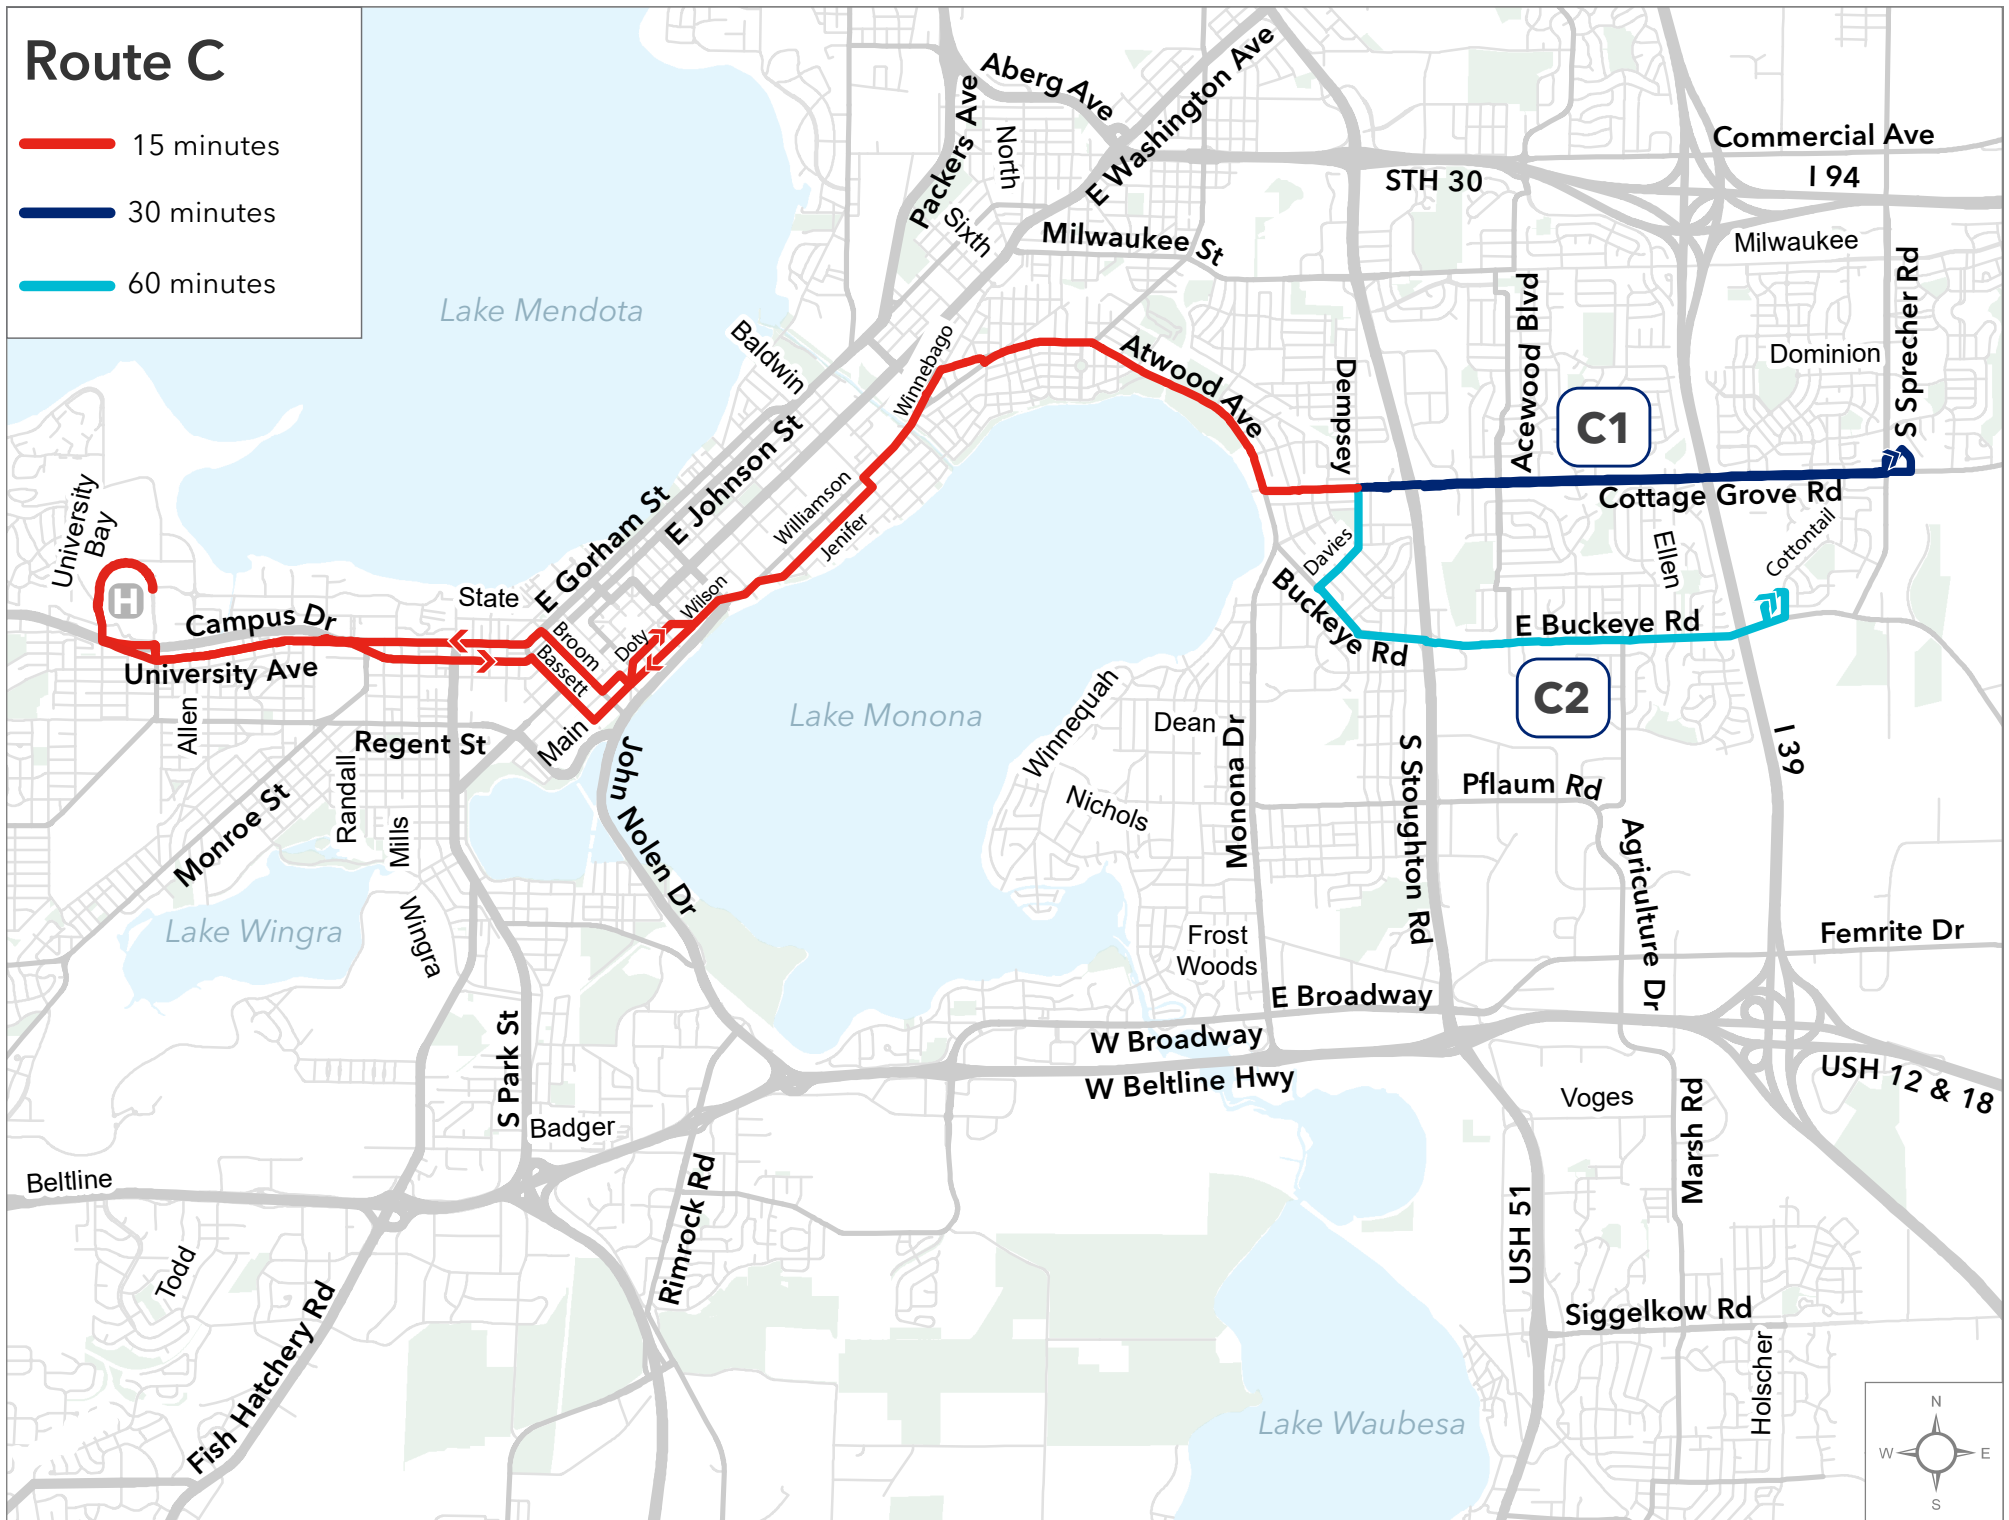 Route C
15 minutes
30 minutes
60 minutes
Lake Mendota
Aberg Ave
Packers Ave
North
E Washington Ave
Sixth
Milwaukee St
STH 30
Commercial Ave
I 94
Milwaukee
S Sprecher Rd
Dominion
Acewood Blvd
Dempsey
Atwood Ave
Winnebago
Baldwin
E Johnson St
E Gorham St
Williamson
Jenifer
C1
Cottage Grove Rd
Ellen
Cottontail
Davies
Buckeye Rd
E Buckeye Rd
C2
University
Bay
H
Campus Dr
University Ave
State
Broom
Bassett
Doty
Wilson
Main
Allen
Regent St
Randall
Mills
Monroe St
Wingra
Lake Wingra
John Nolen Dr
Lake Monona
Winnequah
Nichols
Dean
Monona Dr
S Stoughton Rd
Pflaum Rd
I 39
Agriculture Dr
Femrite Dr
Frost
Woods
E Broadway
W Broadway
W Beltline Hwy
USH 12 & 18
Voges
Marsh Rd
S Park St
Badger
Beltline
Rimrock Rd
Todd
Fish Hatchery Rd
USH 51
Siggelkow Rd
Holscher
Lake Waubesa
N
W
E
S